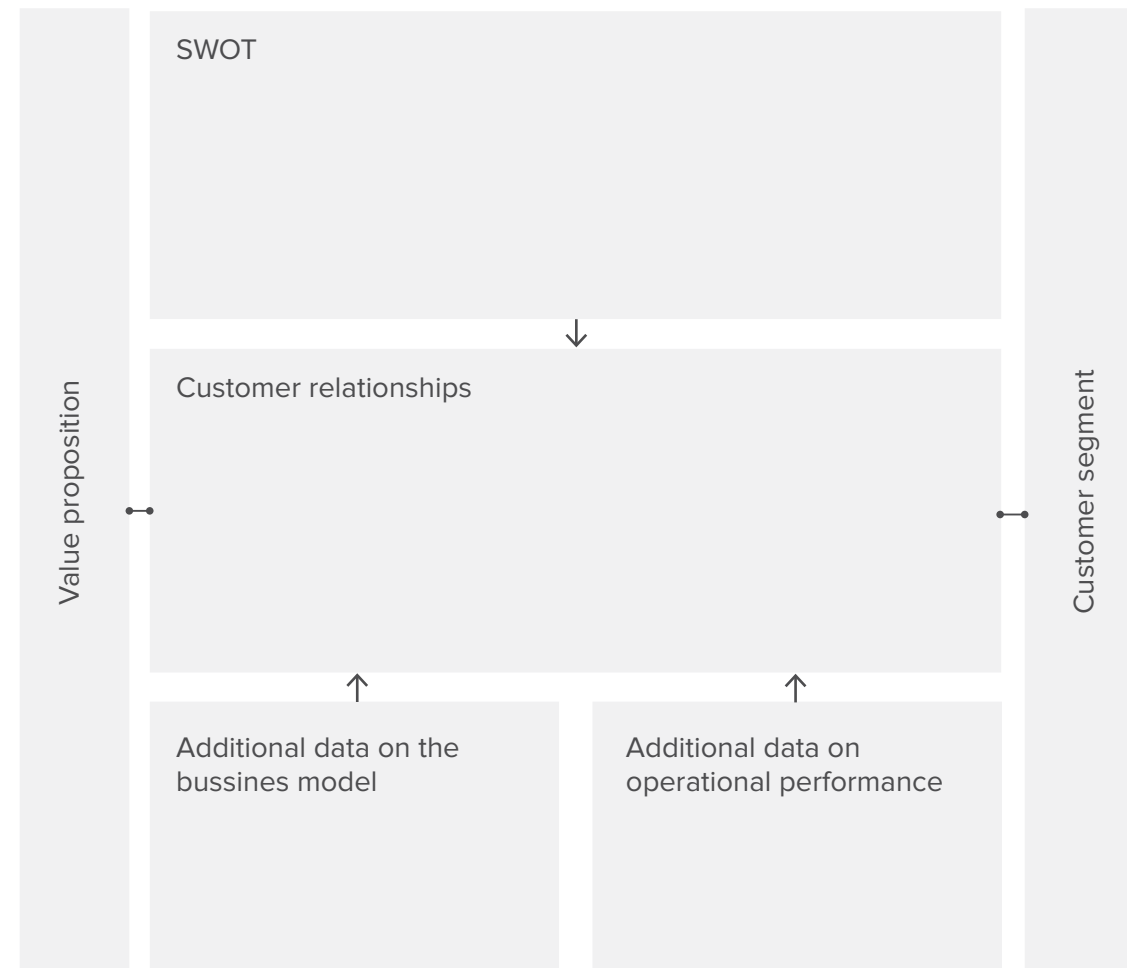 SWOT
Customer relationships
Value proposition
Customer segment
Additional data on the
bussines model
Additional data on
operational performance